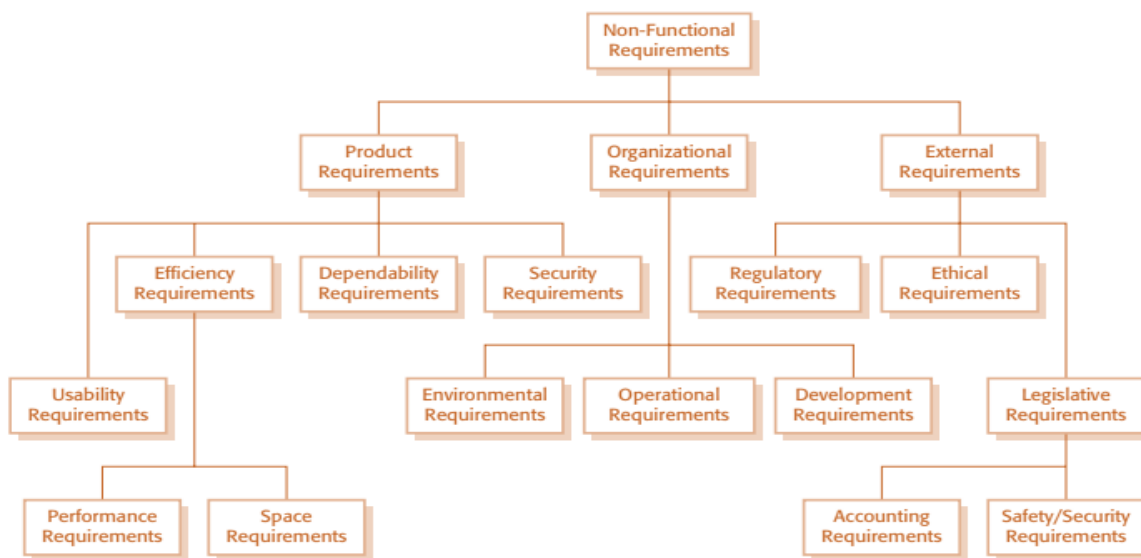 Non-Functional
Requirements
Product
Requirements
Organizational
Requirements
External
Requirements
Efficiency
Requirements
Dependability
Requirements
Security
Requirements
Regulatory
Requirements
Ethical
Requirements
Usability
Requirements
Environmental
Requirements
Operational
Requirements
Development
Requirements
Legislative
Requirements
Performance
Requirements
Space
Requirements
Accounting
Requirements
Safety/Security
Requirements